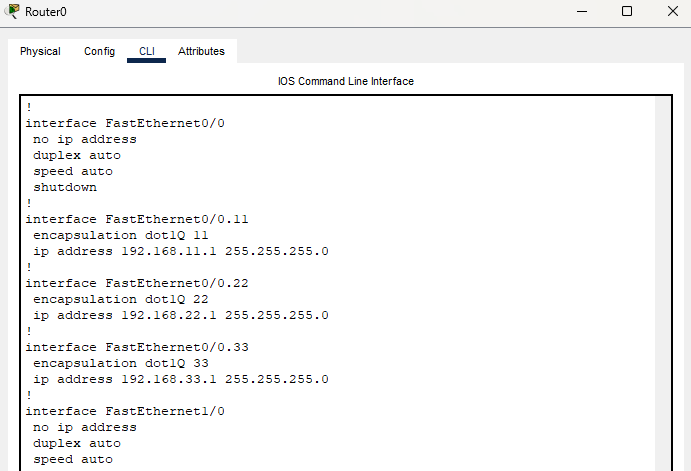 Router0
Physical Config CLI Attributes
IOS Command Line Interface
!
interface FastEthernet0/0
 no ip address
 duplex auto
 speed auto
 shutdown
!
interface FastEthernet0/0.11
 encapsulation dot1Q 11
 ip address 192.168.11.1 255.255.255.0
!
interface FastEthernet0/0.22
 encapsulation dot1Q 22
 ip address 192.168.22.1 255.255.255.0
!
interface FastEthernet0/0.33
 encapsulation dot1Q 33
 ip address 192.168.33.1 255.255.255.0
!
interface FastEthernet1/0
 no ip address
 duplex auto
 speed auto